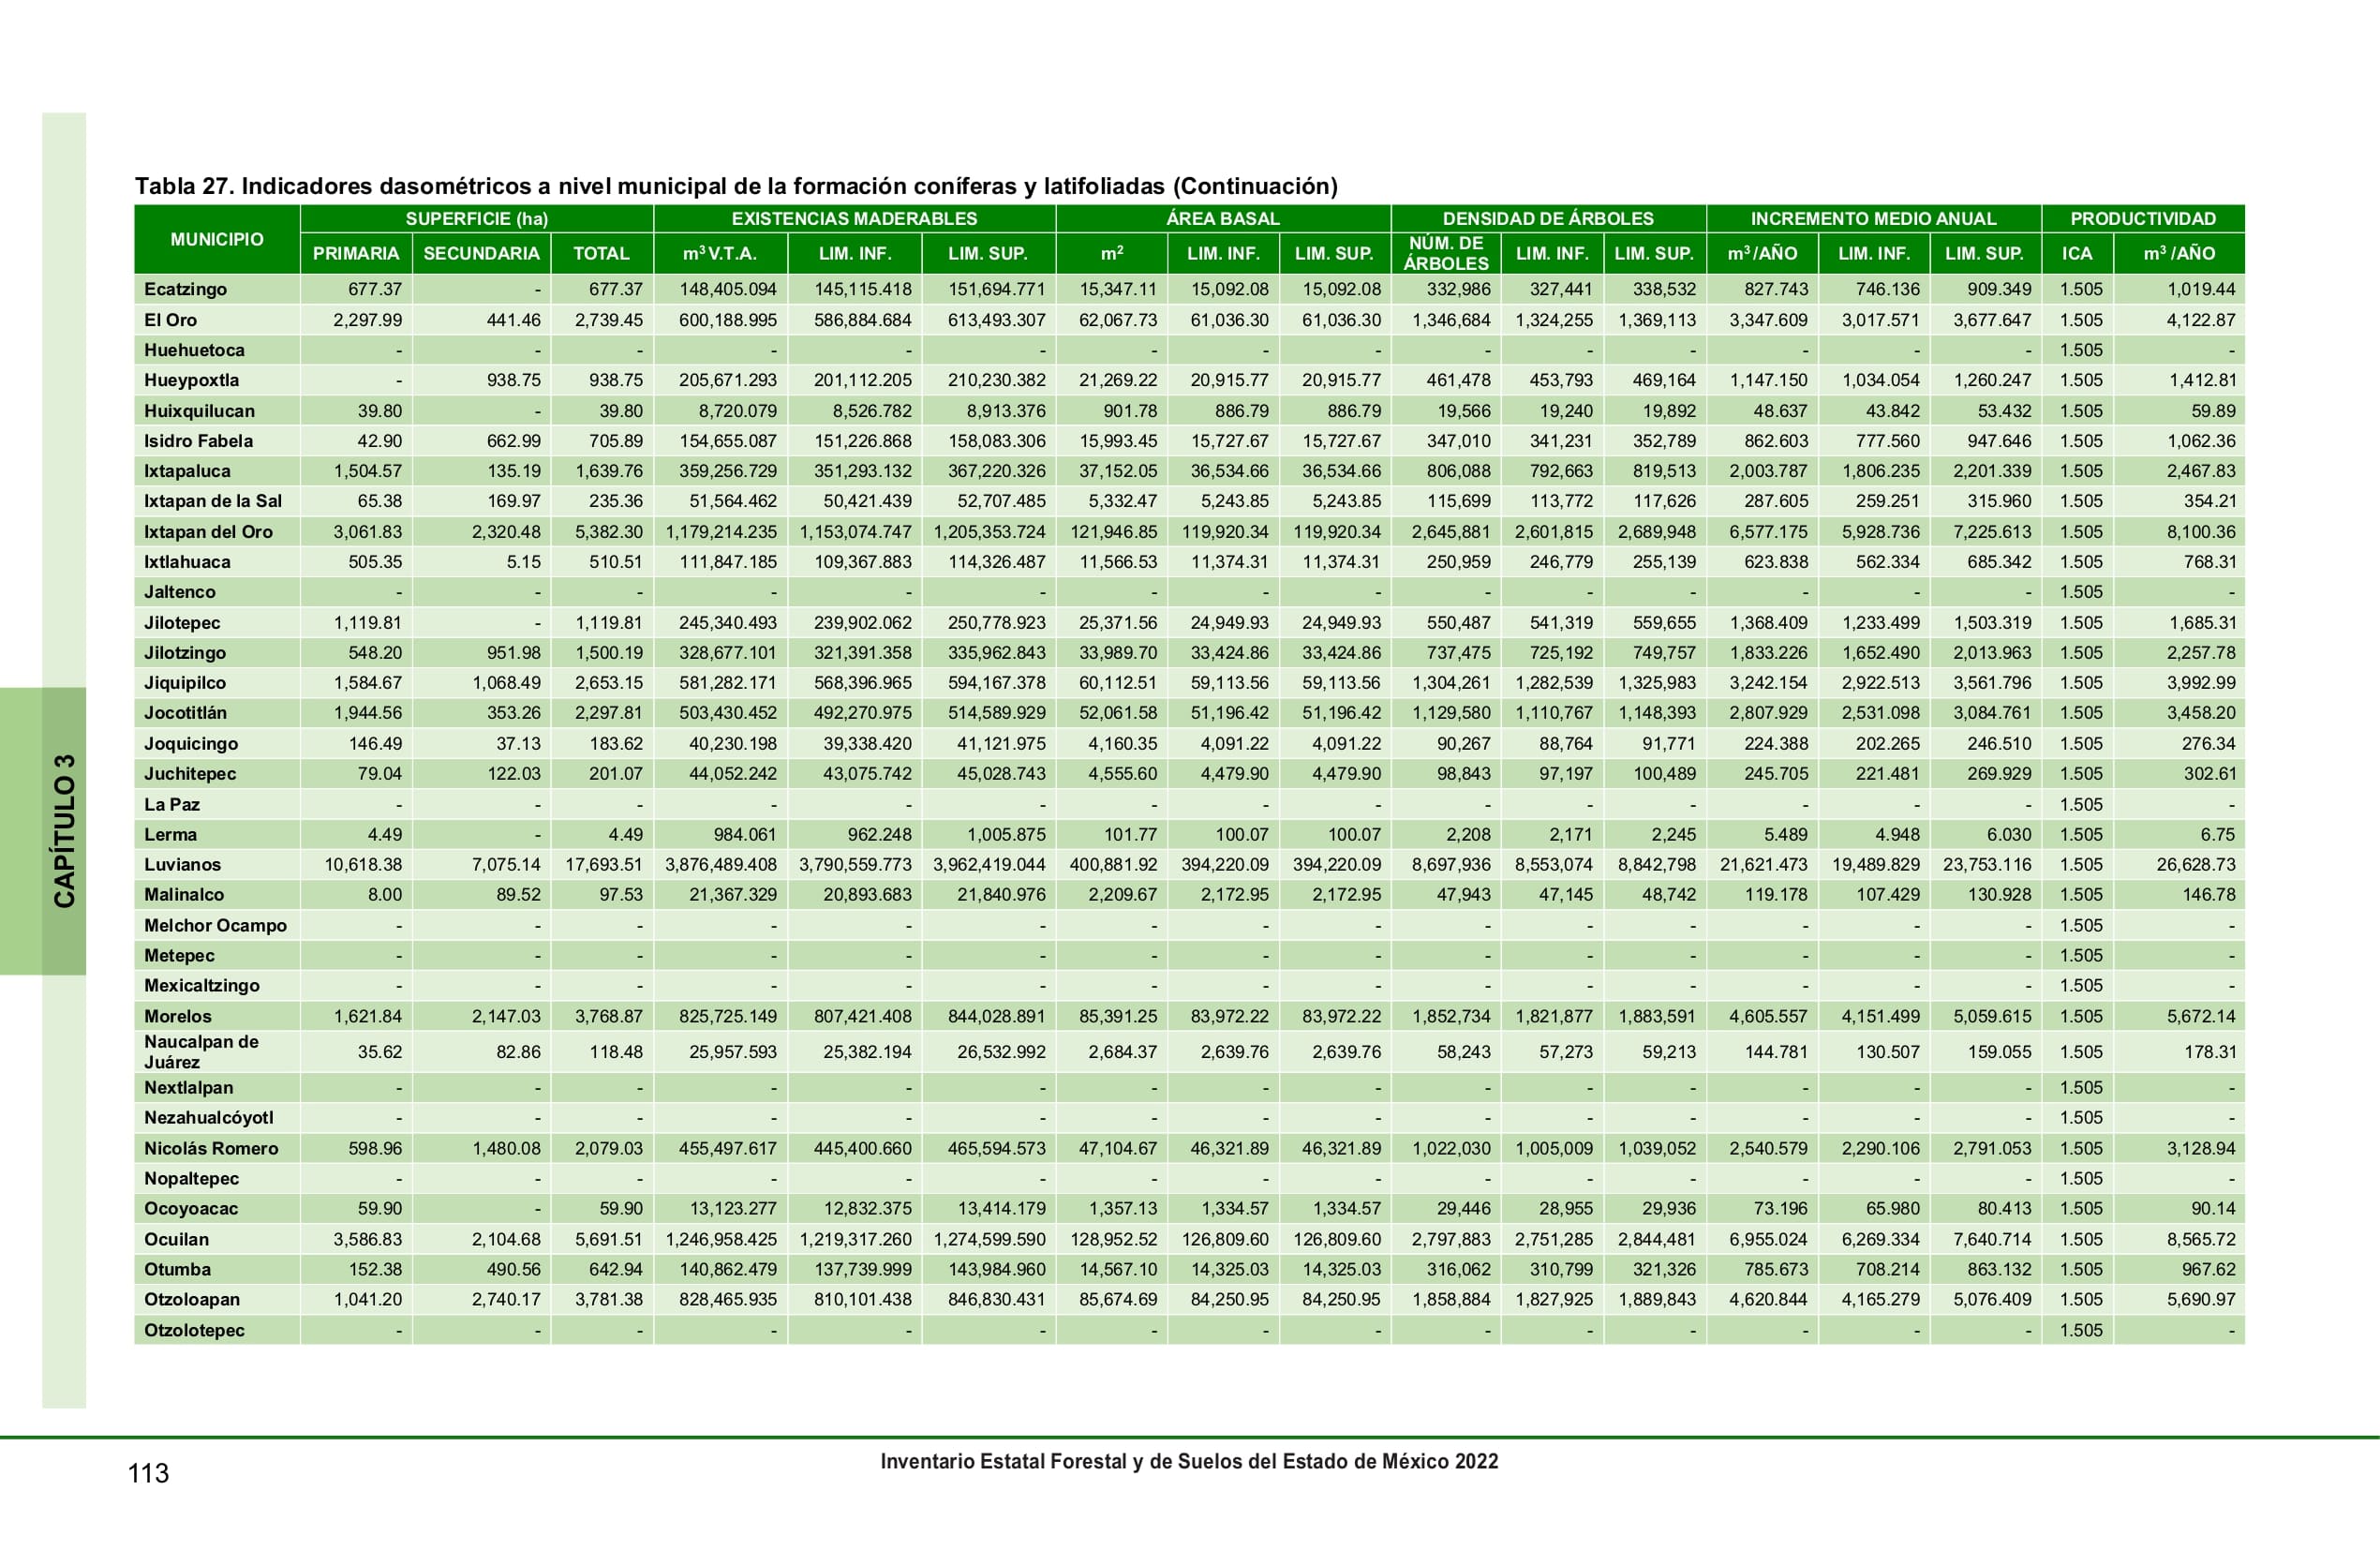 Tabla 27. Indicadores dasométricos a nivel municipal de la formación coníferas y latifoliadas (Continuación)
MUNICIPIO SUPERFICIE (ha) EXISTENCIAS MADERABLES ÁREA BASAL DENSIDAD DE ÁRBOLES INCREMENTO MEDIO ANUAL PRODUCTIVIDAD
PRIMARIA SECUNDARIA TOTAL m³ V.T.A. LIM. INF. LIM. SUP. m² LIM. INF. LIM. SUP. NÚM. DE ÁRBOLES LIM. INF. LIM. SUP. m³/AÑO LIM. INF. LIM. SUP. ICA m³ /AÑO
Ecatzingo 677.37 - 677.37 148,405.094 145,115.418 151,694.771 15,347.11 15,092.08 15,092.08 332,986 327,441 338,532 827.743 746.136 909.349 1.505 1,019.44
El Oro 2,297.99 441.46 2,739.45 600,188.995 586,884.684 613,493.307 62,067.73 61,036.30 61,036.30 1,346,684 1,324,255 1,369,113 3,347.609 3,017.571 3,677.647 1.505 4,122.87
Huehuetoca - - - - - - - - - - - - - - - 1.505 -
Hueypoxtla - 938.75 938.75 205,671.293 201,112.205 210,230.382 21,269.22 20,915.77 20,915.77 461,478 453,793 469,164 1,147.150 1,034.054 1,260.247 1.505 1,412.81
Huixquilucan 39.80 - 39.80 8,720.079 8,526.782 8,913.376 901.78 886.79 886.79 19,566 19,240 19,892 48.637 43.842 53.432 1.505 59.89
Isidro Fabela 42.90 662.99 705.89 154,655.087 151,226.868 158,083.306 15,993.45 15,727.67 15,727.67 347,010 341,231 352,789 862.603 777.560 947.646 1.505 1,062.36
Ixtapaluca 1,504.57 135.19 1,639.76 359,256.729 351,293.132 367,220.326 37,152.05 36,534.66 36,534.66 806,088 792,663 819,513 2,003.787 1,806.235 2,201.339 1.505 2,467.83
Ixtapan de la Sal 65.38 169.97 235.36 51,564.462 50,421.439 52,707.485 5,332.47 5,243.85 5,243.85 115,699 113,772 117,626 287.605 259.251 315.960 1.505 354.21
Ixtapan del Oro 3,061.83 2,320.48 5,382.30 1,179,214.235 1,153,074.747 1,205,353.724 121,946.85 119,920.34 119,920.34 2,645,881 2,601,815 2,689,948 6,577.175 5,928.736 7,225.613 1.505 8,100.36
Ixtlahuaca 505.35 5.15 510.51 111,847.185 109,367.883 114,326.487 11,566.53 11,374.31 11,374.31 250,959 246,779 255,139 623.838 562.334 685.342 1.505 768.31
Jaltenco - - - - - - - - - - - - - - - 1.505 -
Jilotepec 1,119.81 - 1,119.81 245,340.493 239,902.062 250,778.923 25,371.56 24,949.93 24,949.93 550,487 541,319 559,655 1,368.409 1,233.499 1,503.319 1.505 1,685.31
Jilotzingo 548.20 951.98 1,500.19 328,677.101 321,391.358 335,962.843 33,989.70 33,424.86 33,424.86 737,475 725,192 749,757 1,833.226 1,652.490 2,013.963 1.505 2,257.78
Jiquipilco 1,584.67 1,068.49 2,653.15 581,282.171 568,396.965 594,167.378 60,112.51 59,113.56 59,113.56 1,304,261 1,282,539 1,325,983 3,242.154 2,922.513 3,561.796 1.505 3,992.99
Jocotitlán 1,944.56 353.26 2,297.81 503,430.452 492,270.975 514,589.929 52,061.58 51,196.42 51,196.42 1,129,580 1,110,767 1,148,393 2,807.929 2,531.098 3,084.761 1.505 3,458.20
Joquicingo 146.49 37.13 183.62 40,230.198 39,338.420 41,121.975 4,160.35 4,091.22 4,091.22 90,267 88,764 91,771 224.388 202.265 246.510 1.505 276.34
Juchitepec 79.04 122.03 201.07 44,052.242 43,075.742 45,028.743 4,555.60 4,479.90 4,479.90 98,843 97,197 100,489 245.705 221.481 269.929 1.505 302.61
La Paz - - - - - - - - - - - - - - - 1.505 -
Lerma 4.49 - 4.49 984.061 962.248 1,005.875 101.77 100.07 100.07 2,208 2,171 2,245 5.489 4.948 6.030 1.505 6.75
Luvianos 10,618.38 7,075.14 17,693.51 3,876,489.408 3,790,559.773 3,962,419.044 400,881.92 394,220.09 394,220.09 8,697,936 8,553,074 8,842,798 21,621.473 19,489.829 23,753.116 1.505 26,628.73
Malinalco 8.00 89.52 97.53 21,367.329 20,893.683 21,840.976 2,209.67 2,172.95 2,172.95 47,943 47,145 48,742 119.178 107.429 130.928 1.505 146.78
Melchor Ocampo - - - - - - - - - - - - - - - 1.505 -
Metepec - - - - - - - - - - - - - - - 1.505 -
Mexicaltzingo - - - - - - - - - - - - - - - 1.505 -
Morelos 1,621.84 2,147.03 3,768.87 825,725.149 807,421.408 844,028.891 85,391.25 83,972.22 83,972.22 1,852,734 1,821,877 1,883,591 4,605.557 4,151.499 5,059.615 1.505 5,672.14
Naucalpan de Juárez 35.62 82.86 118.48 25,957.593 25,382.194 26,532.992 2,684.37 2,639.76 2,639.76 58,243 57,273 59,213 144.781 130.507 159.055 1.505 178.31
Nextlalpan - - - - - - - - - - - - - - - 1.505 -
Nezahualcóyotl - - - - - - - - - - - - - - - 1.505 -
Nicolás Romero 598.96 1,480.08 2,079.03 455,497.617 445,400.660 465,594.573 47,104.67 46,321.89 46,321.89 1,022,030 1,005,009 1,039,052 2,540.579 2,290.106 2,791.053 1.505 3,128.94
Nopaltepec - - - - - - - - - - - - - - - 1.505 -
Ocoyoacac 59.90 - 59.90 13,123.277 12,832.375 13,414.179 1,357.13 1,334.57 1,334.57 29,446 28,955 29,936 73.196 65.980 80.413 1.505 90.14
Ocuilan 3,586.83 2,104.68 5,691.51 1,246,958.425 1,219,317.260 1,274,599.590 128,952.52 126,809.60 126,809.60 2,797,883 2,751,285 2,844,481 6,955.024 6,269.334 7,640.714 1.505 8,565.72
Otumba 152.38 490.56 642.94 140,862.479 137,739.999 143,984.960 14,567.10 14,325.03 14,325.03 316,062 310,799 321,326 785.673 708.214 863.132 1.505 967.62
Otzoloapan 1,041.20 2,740.17 3,781.38 828,465.935 810,101.438 846,830.431 85,674.69 84,250.95 84,250.95 1,858,884 1,827,925 1,889,843 4,620.844 4,165.279 5,076.409 1.505 5,690.97
Otzolotepec - - - - - - - - - - - - - - - 1.505 -
CAPÍTULO 3
Inventario Estatal Forestal y de Suelos del Estado de México 2022
113